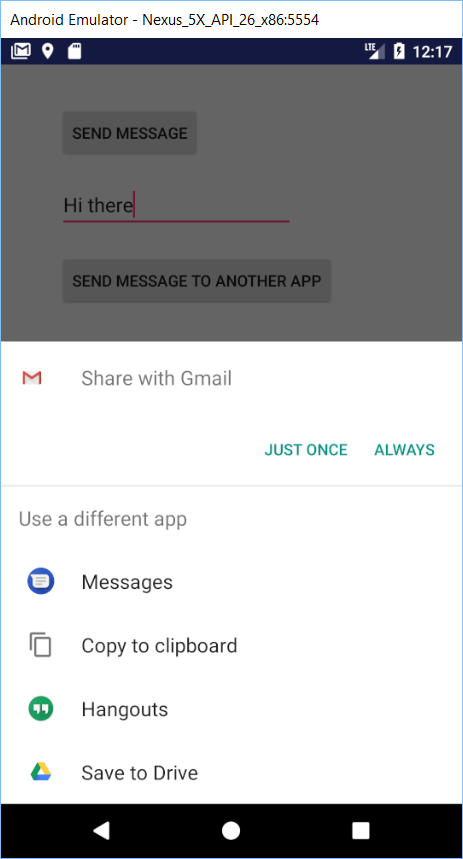 Android Emulator - Nexus_5X_API_26_x86:5554
LTE 12:17
SEND MESSAGE
Hi there
SEND MESSAGE TO ANOTHER APP
Share with Gmail
JUST ONCE ALWAYS
Use a different app
Messages
Copy to clipboard
Hangouts
Save to Drive